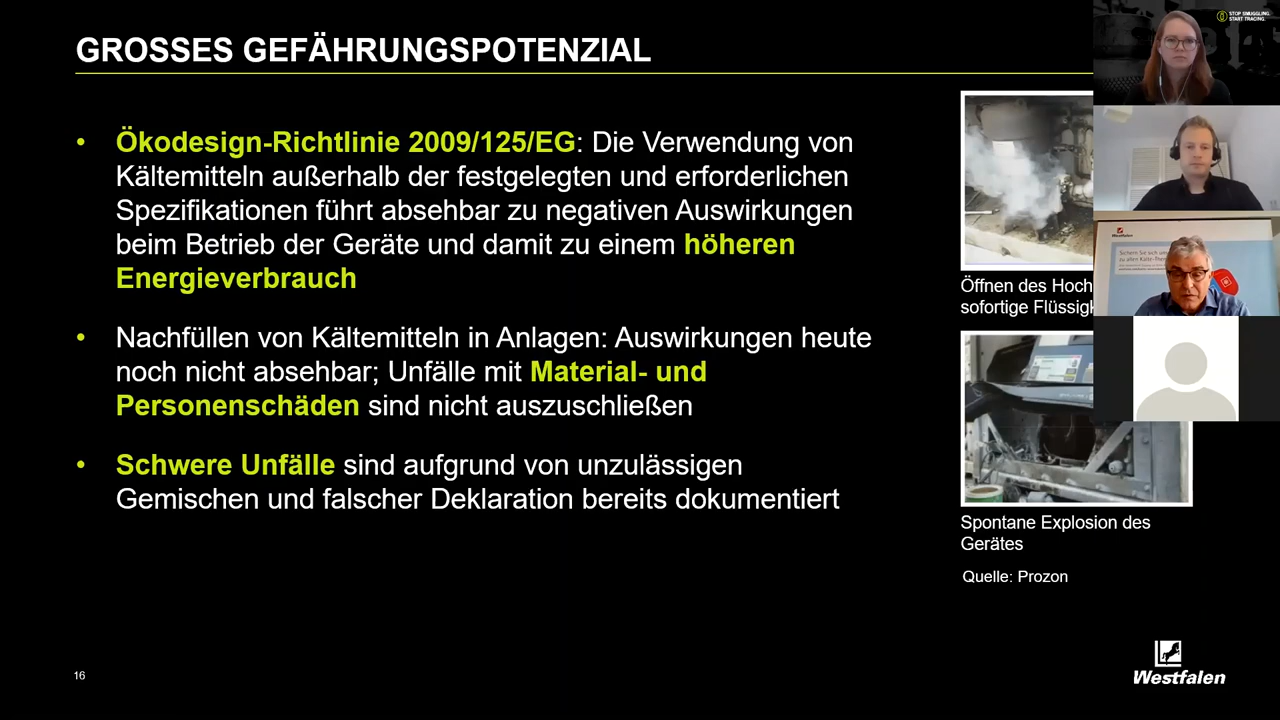 GROSSES GEFÄHRUNGSPOTENZIAL
• Ökodesign-Richtlinie 2009/125/EG: Die Verwendung von
Kältemitteln außerhalb der festgelegten und erforderlichen
Spezifikationen führt absehbar zu negativen Auswirkungen
beim Betrieb der Geräte und damit zu einem höheren
Energieverbrauch
• Nachfüllen von Kältemitteln in Anlagen: Auswirkungen heute
noch nicht absehbar; Unfälle mit Material- und
Personenschäden sind nicht auszuschließen
• Schwere Unfälle sind aufgrund von unzulässigen
Gemischen und falscher Deklaration bereits dokumentiert
Öffnen des Hoch
sofortige Flüssigk
Spontane Explosion des
Gerätes
Quelle: Prozon
STOP SMUGGLING.
START TRACING.
Westfalen
Sichern Sie sich
16
Westfalen